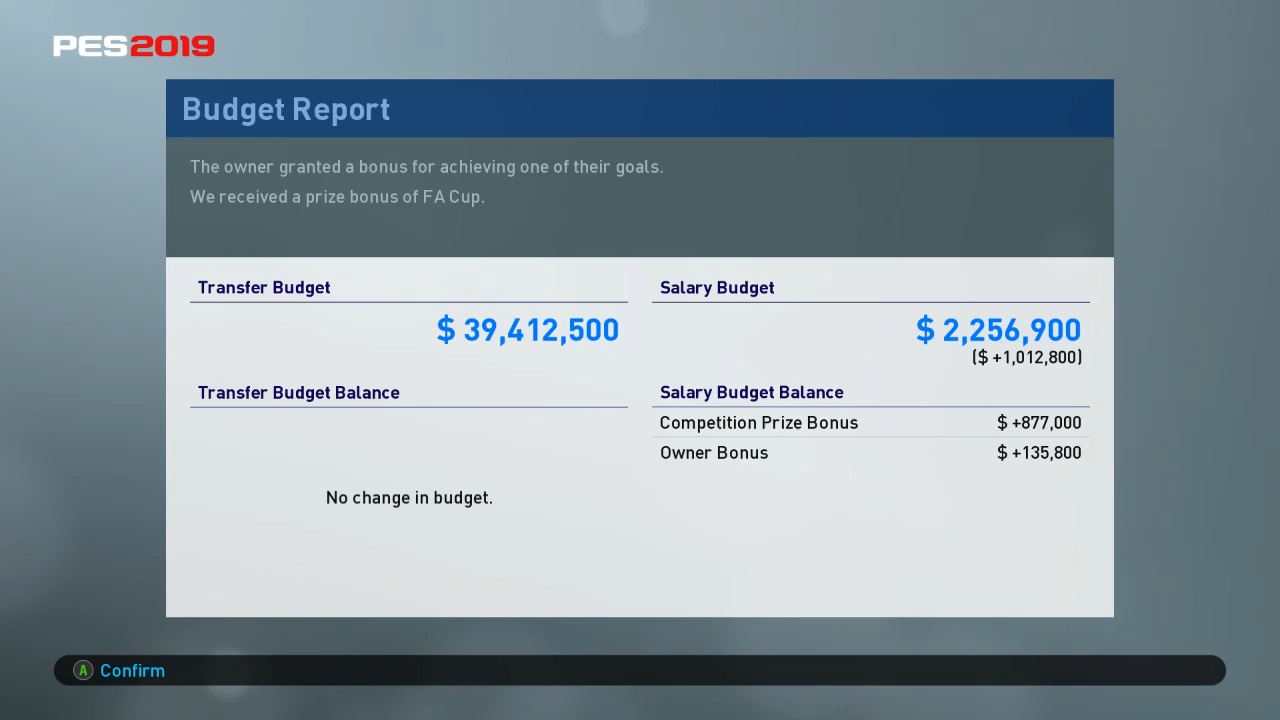 PES2019
Budget Report
The owner granted a bonus for achieving one of their goals.
We received a prize bonus of FA Cup.
Transfer Budget
$ 39,412,500
Salary Budget
$ 2,256,900
($ +1,012,800)
Transfer Budget Balance
No change in budget.
Salary Budget Balance
Competition Prize Bonus $ +877,000
Owner Bonus $ +135,800
A Confirm